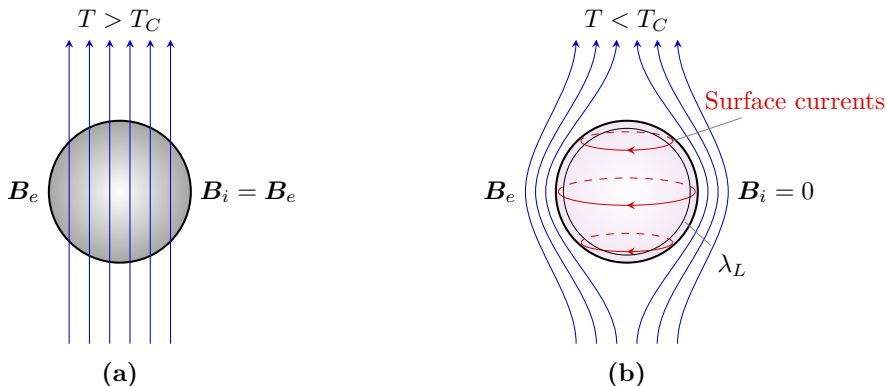 T > T_C
B_e
B_i = B_e
(a)
T < T_C
Surface currents
B_e
B_i = 0
λ_L
(b)